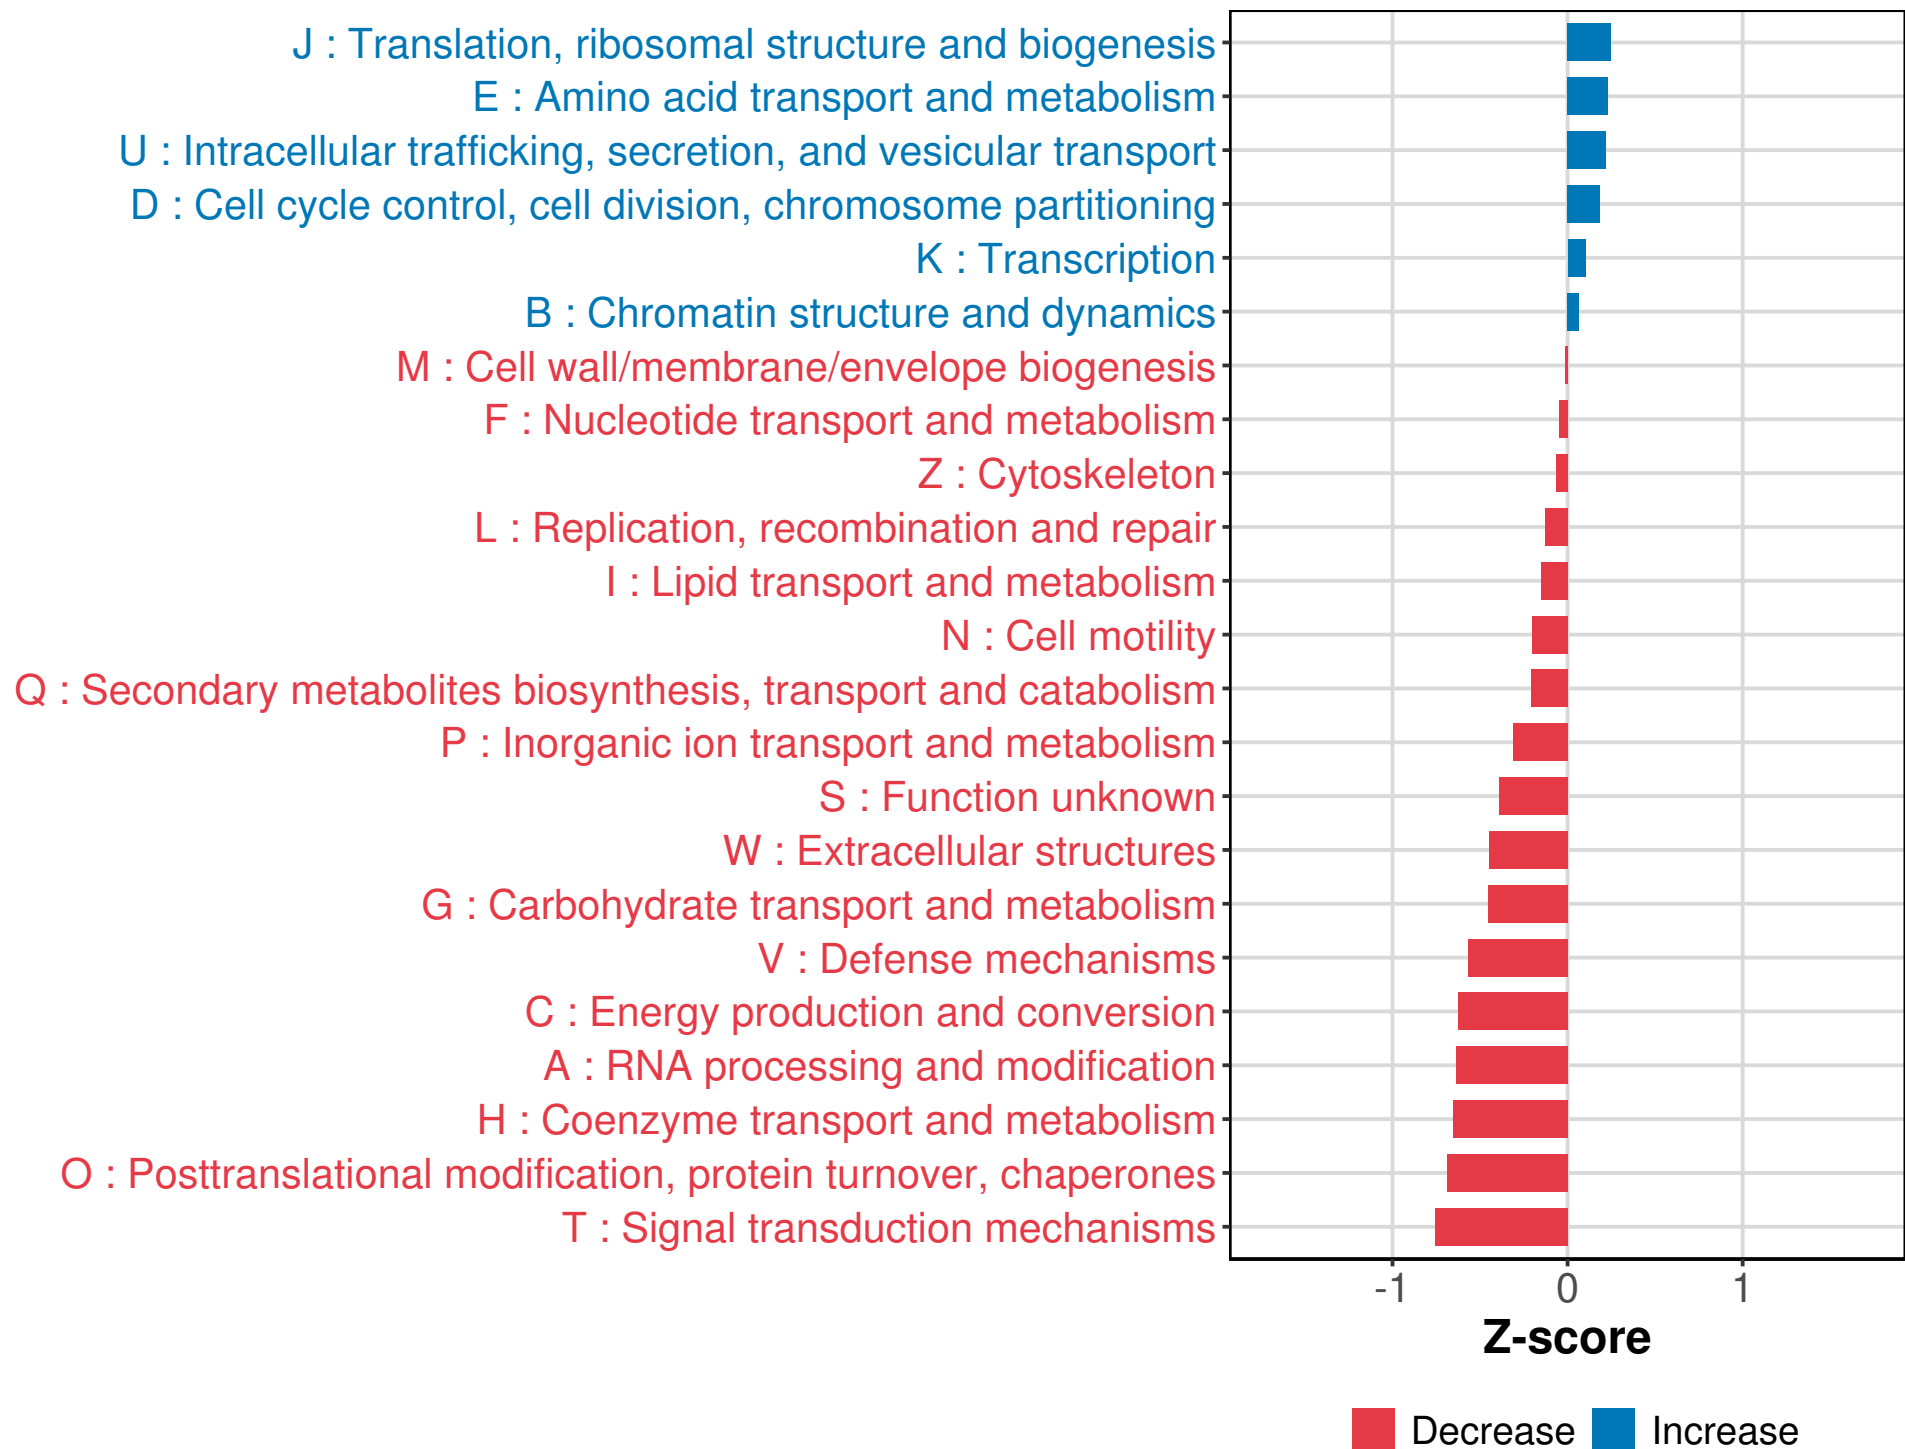 J : Translation, ribosomal structure and biogenesis
E : Amino acid transport and metabolism
U : Intracellular trafficking, secretion, and vesicular transport
D : Cell cycle control, cell division, chromosome partitioning
K : Transcription
B : Chromatin structure and dynamics
M : Cell wall/membrane/envelope biogenesis
F : Nucleotide transport and metabolism
Z : Cytoskeleton
L : Replication, recombination and repair
I : Lipid transport and metabolism
N : Cell motility
Q : Secondary metabolites biosynthesis, transport and catabolism
P : Inorganic ion transport and metabolism
S : Function unknown
W : Extracellular structures
G : Carbohydrate transport and metabolism
V : Defense mechanisms
C : Energy production and conversion
A : RNA processing and modification
H : Coenzyme transport and metabolism
O : Posttranslational modification, protein turnover, chaperones
T : Signal transduction mechanisms
-1 0 1
Z-score
Decrease Increase